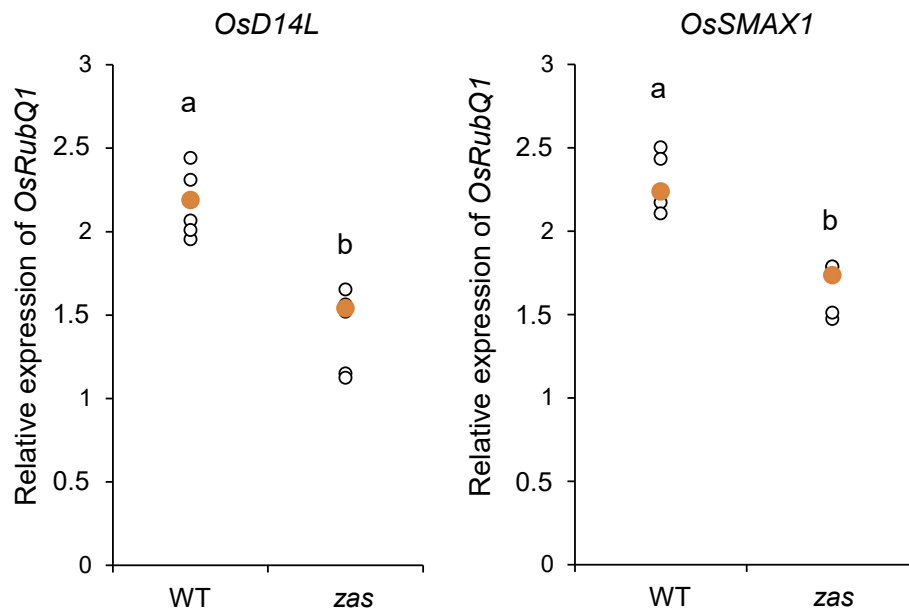 OsD14L
Relative expression of OsRubQ1
3
2.5
2
1.5
1
0.5
0
a
b
WT
zas
OsSMAX1
Relative expression of OsRubQ1
3
2.5
2
1.5
1
0.5
0
a
b
WT
zas